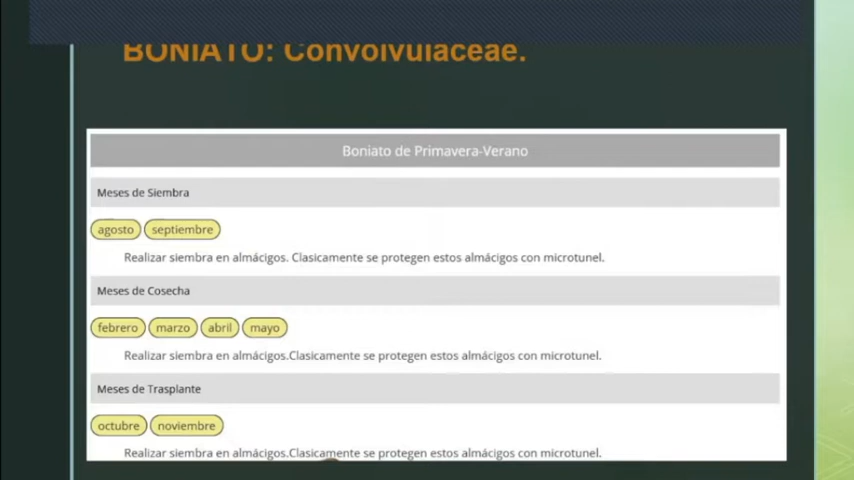 BONIATO: Convolvulaceae.
Boniato de Primavera-Verano
Meses de Siembra
agosto septiembre
Realizar siembra en almácigos. Clasicamente se protegen estos almácigos con microtunel.
Meses de Cosecha
febrero marzo abril mayo
Realizar siembra en almácigos.Clasicamente se protegen estos almácigos con microtunel.
Meses de Trasplante
octubre noviembre
Realizar siembra en almácigos.Clasicamente se protegen estos almácigos con microtunel.